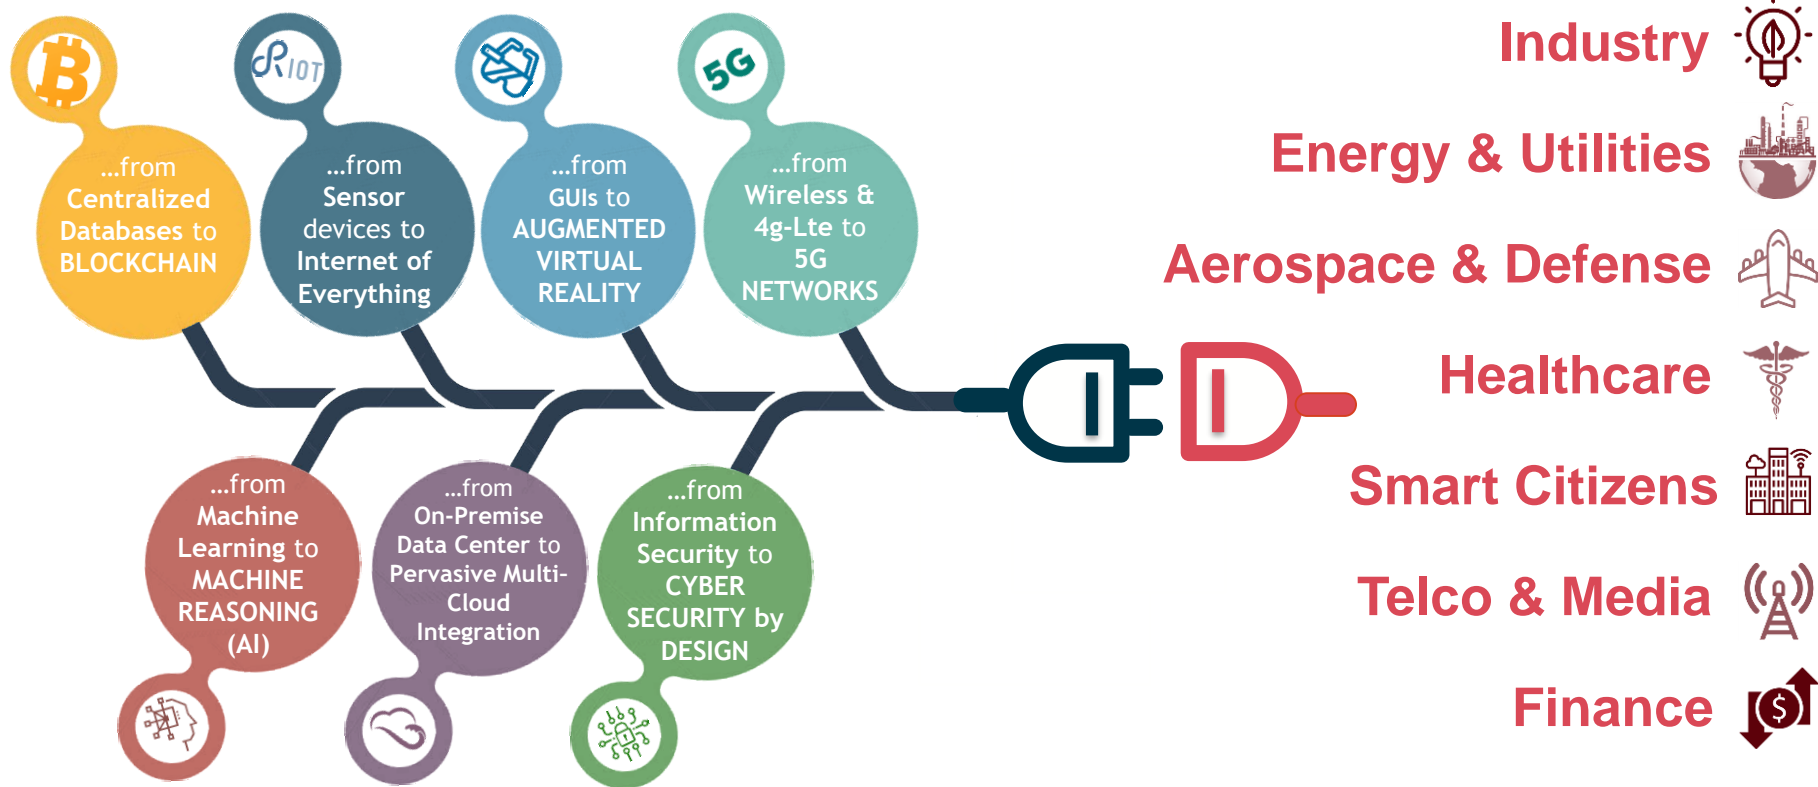 RIOT
5G
...from
Centralized
Databases to
BLOCKCHAIN
...from
Sensor
devices to
Internet of
Everything
...from
GUIs to
AUGMENTED
VIRTUAL
REALITY
...from
Wireless &
4g-Lte to
5G
NETWORKS
...from
Machine
Learning to
MACHINE
REASONING
(AI)
...from
On-Premise
Data Center to
Pervasive Multi-
Cloud
Integration
...from
Information
Security to
CYBER
SECURITY by
DESIGN
Industry
Energy & Utilities
Aerospace & Defense
Healthcare
Smart Citizens
Telco & Media
Finance
$